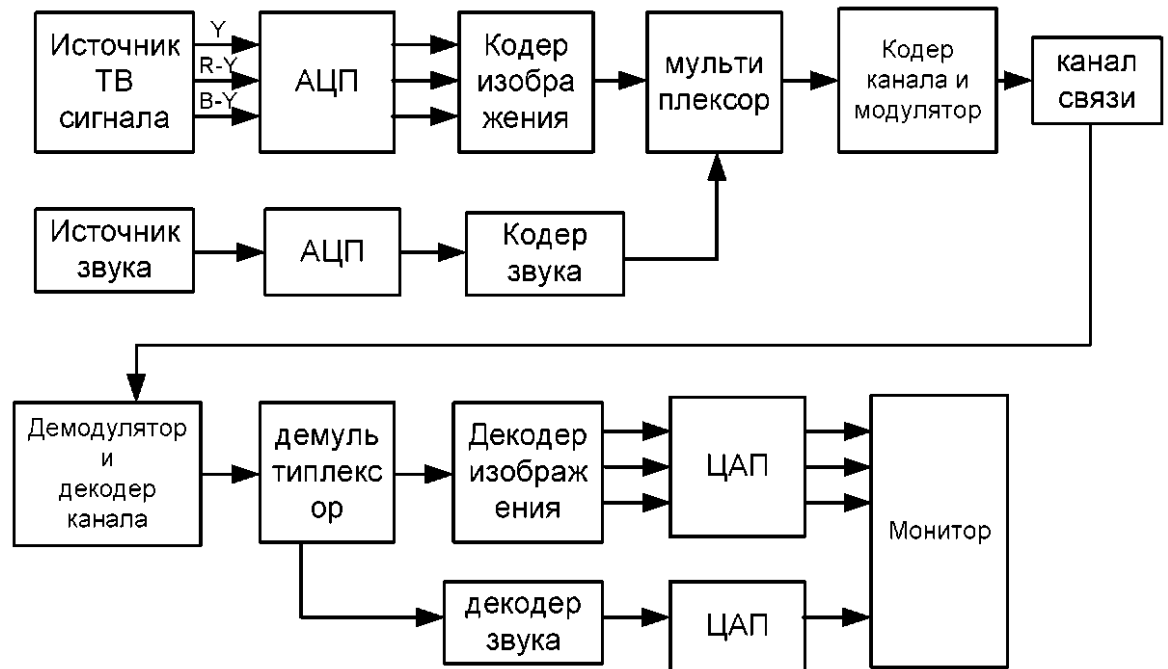 Источник
ТВ
сигнала
Y
R-Y
B-Y
АЦП
Кодер
изобра
жения
мульти
плексор
Кодер
канала и
модулятор
канал
связи
Источник
звука
АЦП
Кодер
звука
Демодулятор
и
декодер
канала
демуль
типлекс
ор
Декодер
изображ
ения
ЦАП
Монитор
декодер
звука
ЦАП